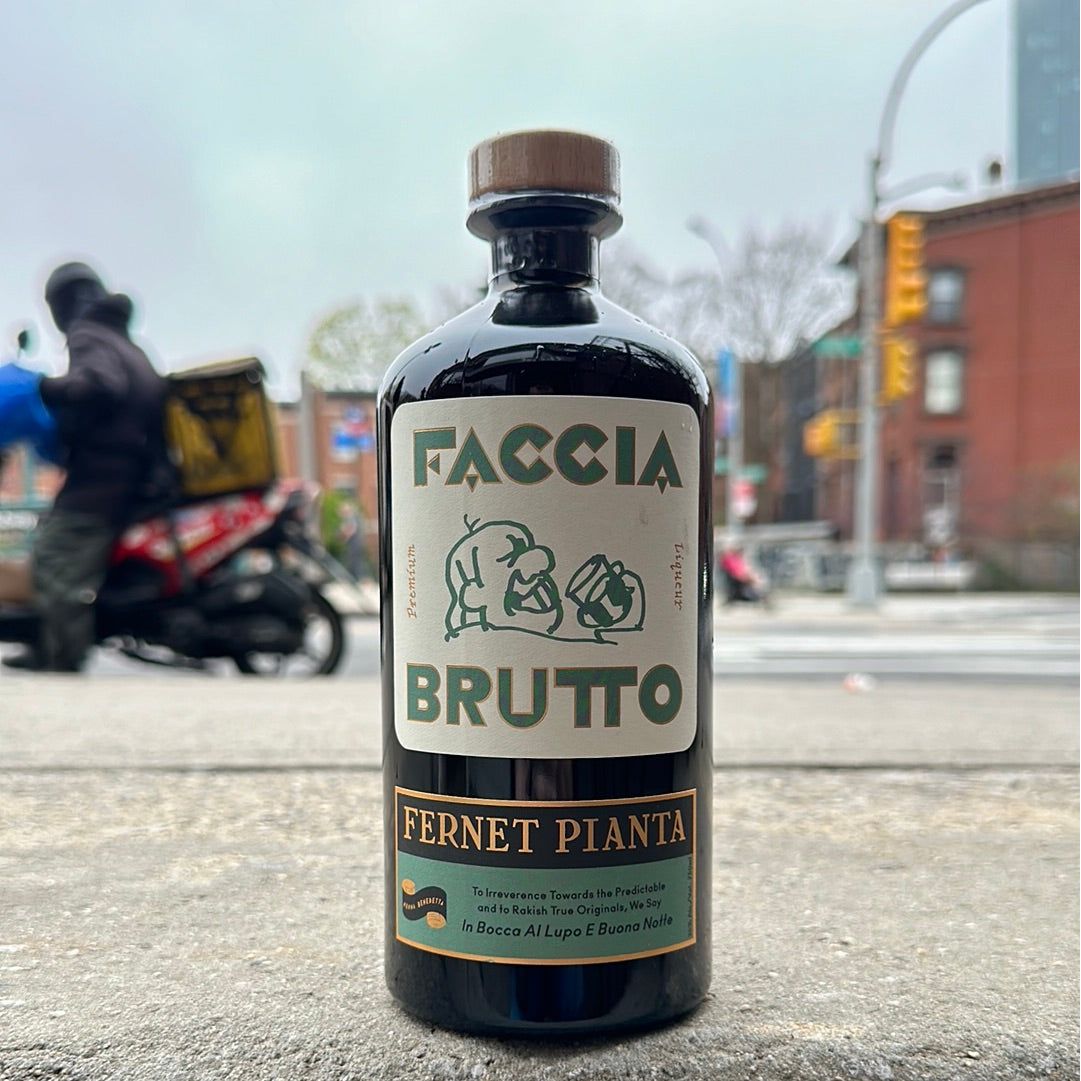 FACCIA
Premium
Liqueur
BRUTTO
FERNET PIANTA
To Irreverence Towards the Predictable
and to Rakish True Originals, We Say
In Bocca Al Lupo E Buona Notte